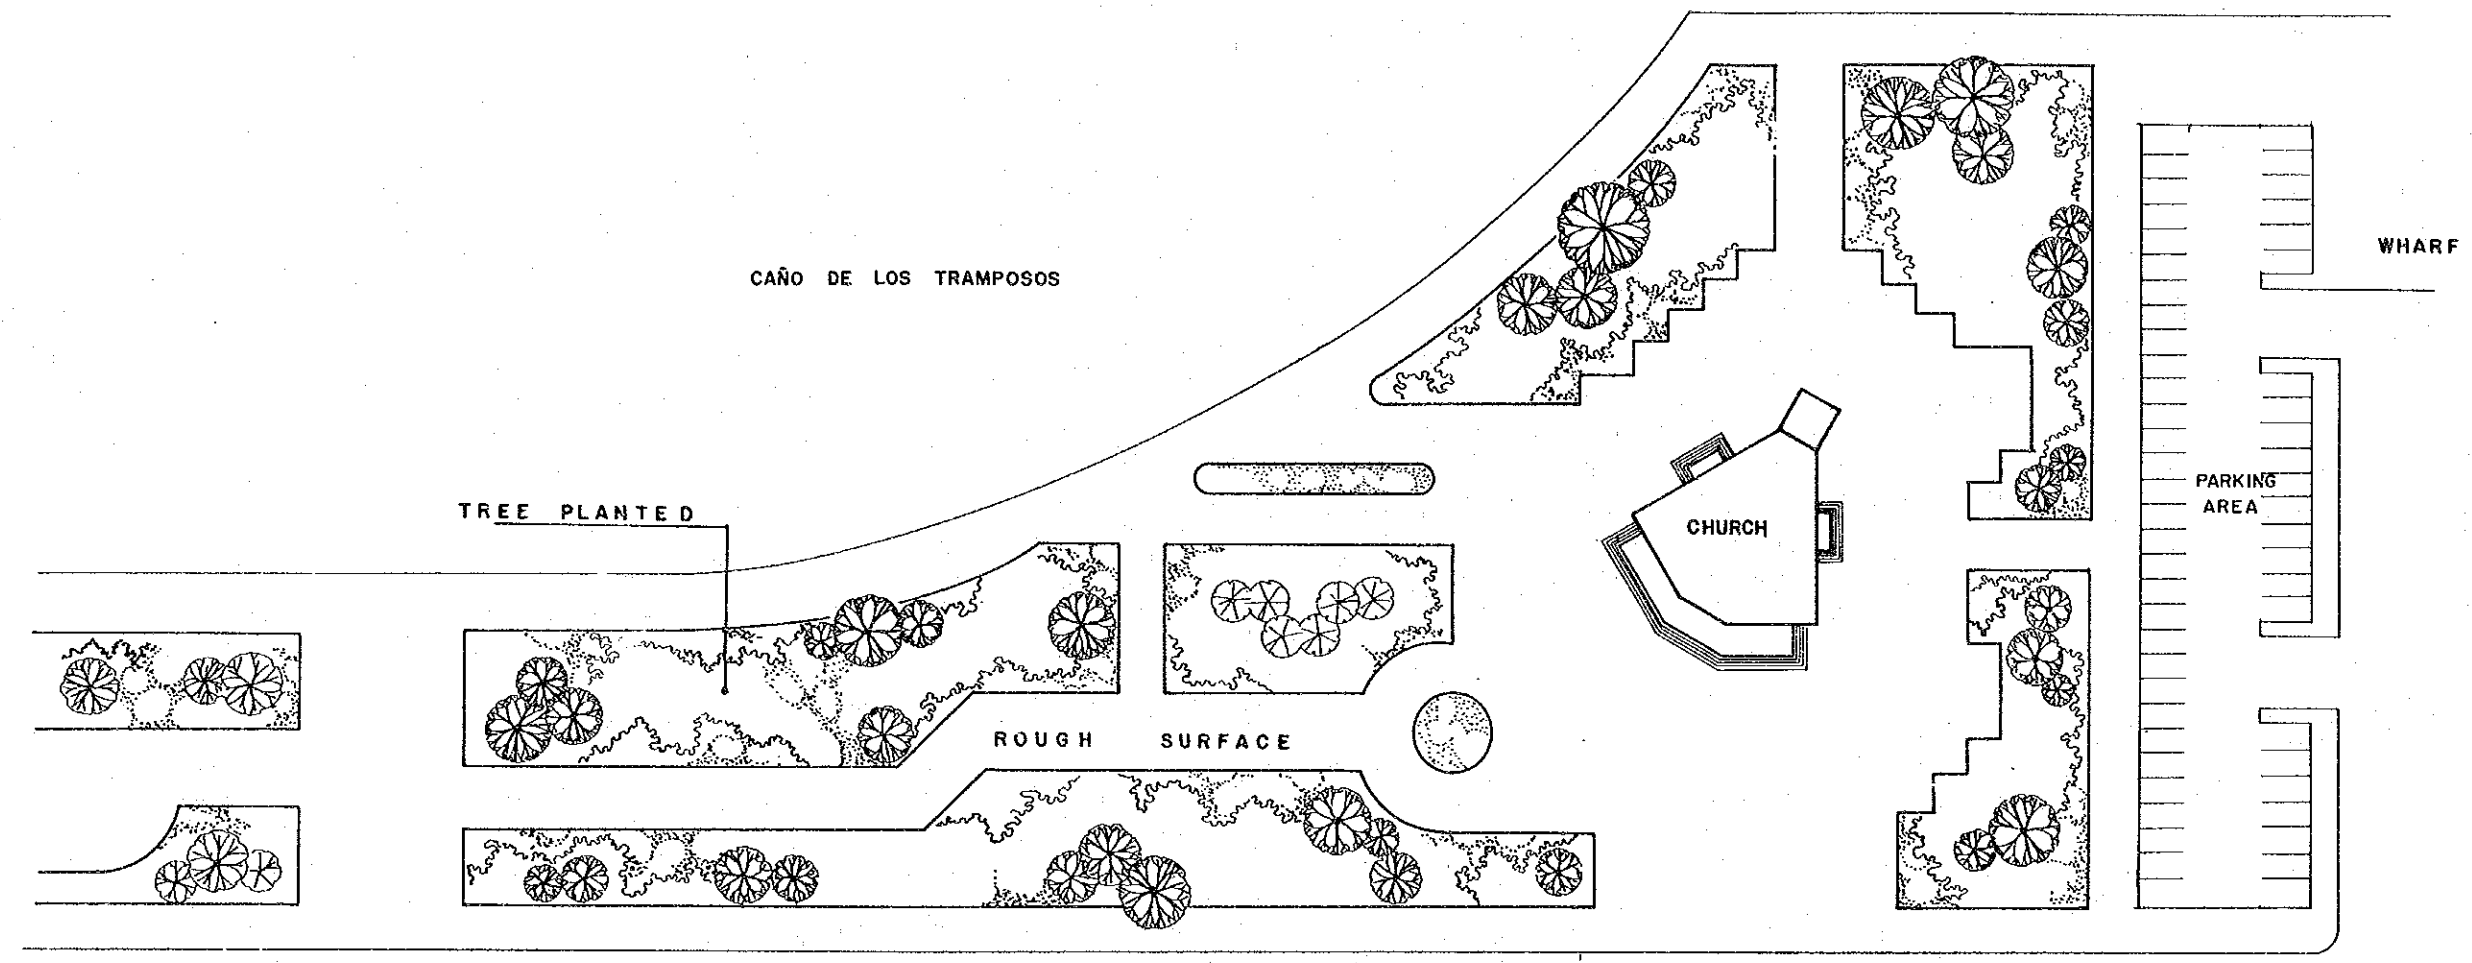 WHARF
CAÑO DE LOS TRAMPOSOS
PARKING
AREA
TREE PLANTED
CHURCH
ROUGH SURFACE